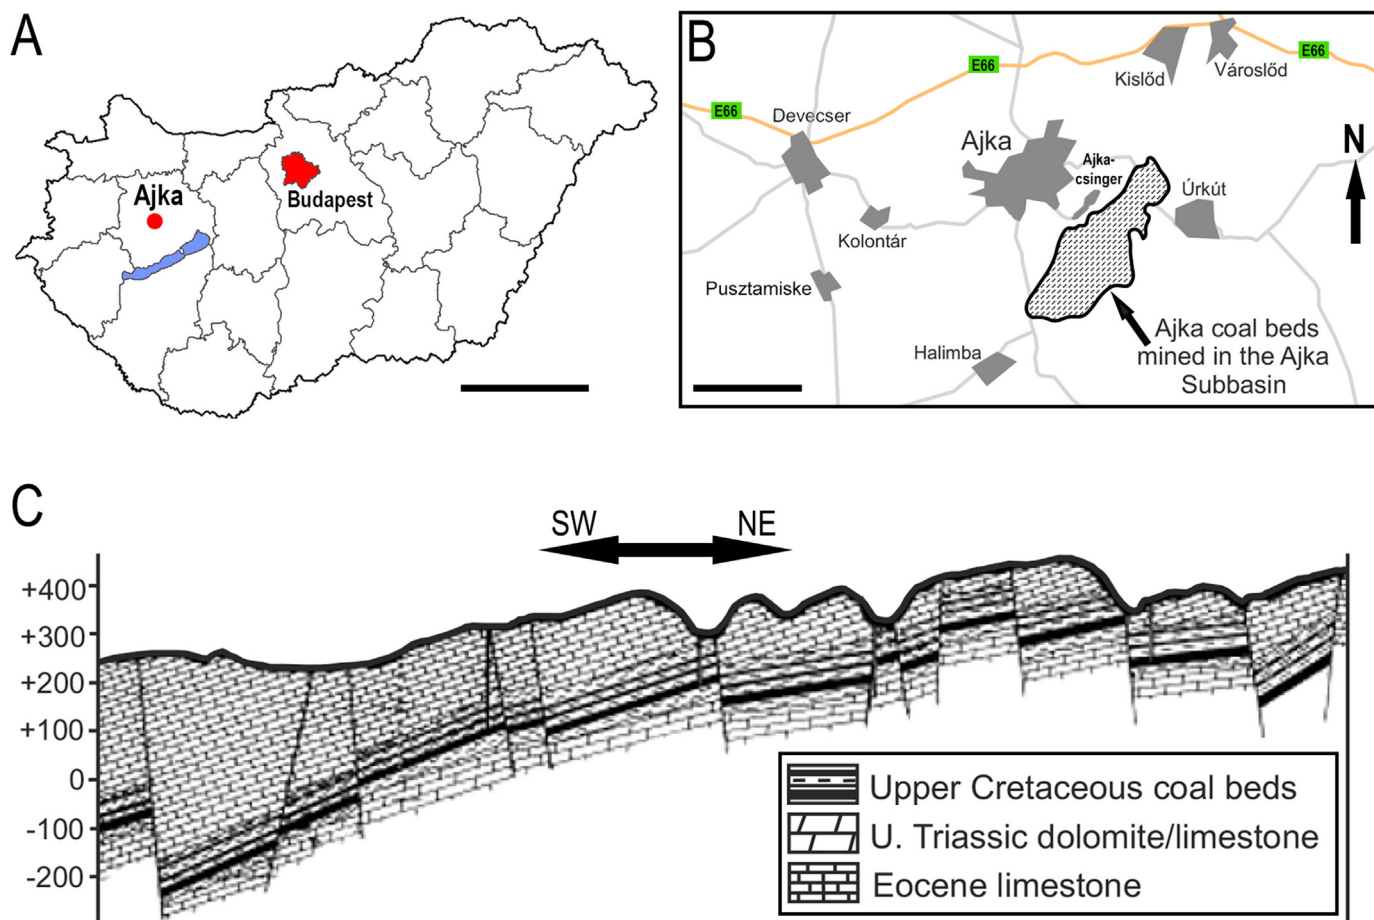 A
Ajka
Budapest
B
E66
E66
E66
Kislőd
Városlőd
Devecser
Ajka
Ajka-
csinger
Úrkút
N
Kolontár
Pusztamiske
Halimba
Ajka coal beds
mined in the Ajka
Subbasin
C
SW
NE
+400
+300
+200
+100
0
-100
-200
Upper Cretaceous coal beds
U. Triassic dolomite/limestone
Eocene limestone